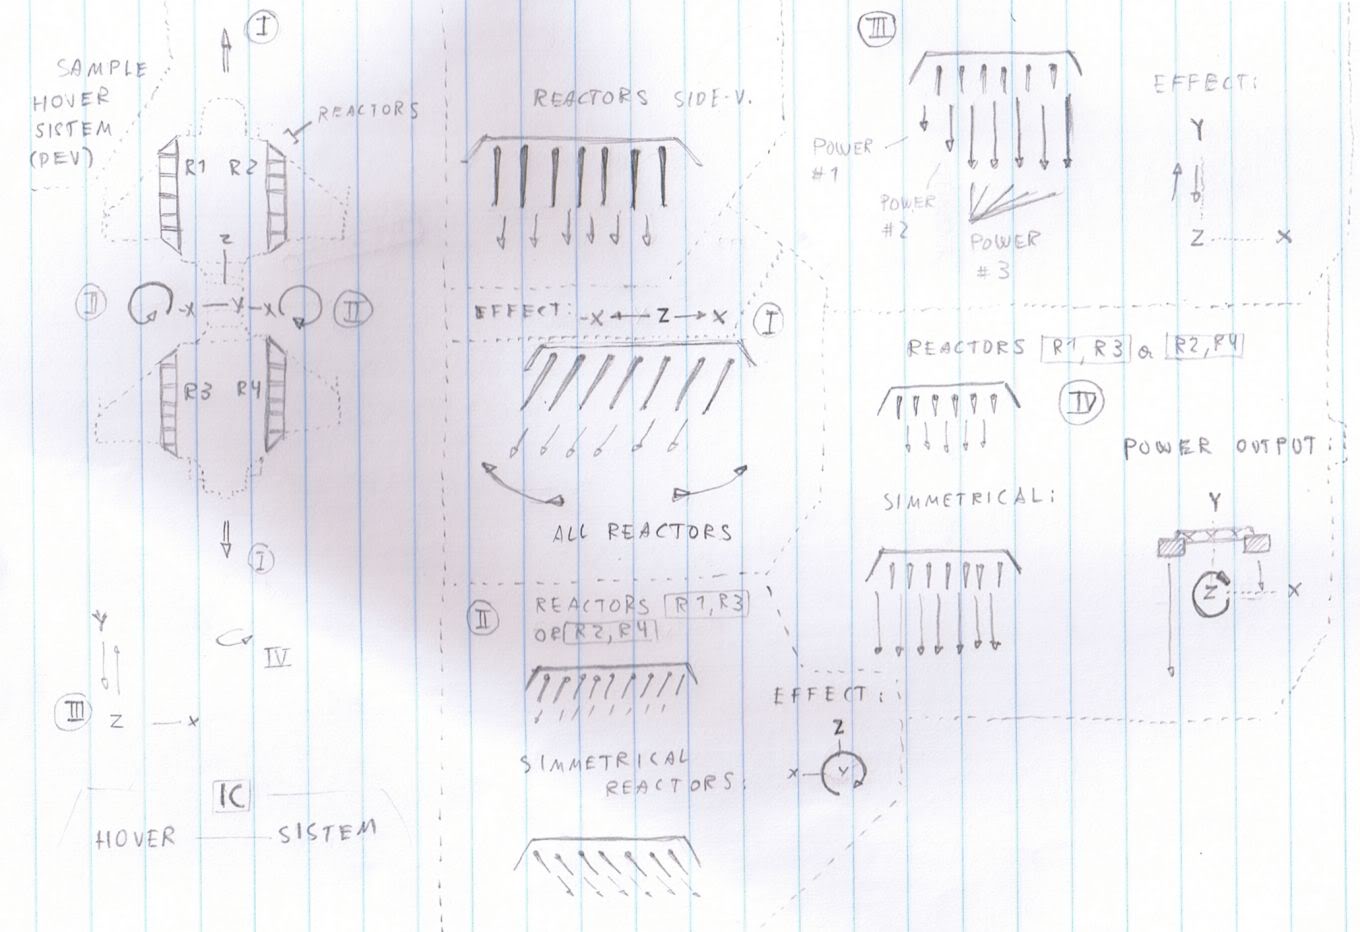 I
SAMPLE
HOVER
SISTEM
(PEV)
REACTORS
R1 R2
Z
II -X Y -X II
R3 R4
I
IV
Y
III Z X
IC
HOVER SISTEM
REACTORS SIDE-V.
EFFECT: -X Z X I
ALL REACTORS
II REACTORS R1, R3
OR R2, R4
SIMMETRICAL
REACTORS:
EFFECT:
Z
X Y
III
POWER
#1
POWER
#2
POWER
#3
EFFECT:
Y
Z X
REACTORS R1, R3 OR R2, R4
IV
SIMMETRICAL:
POWER OUTPUT:
Y
Z X